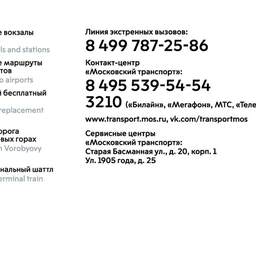 е вокзалы
ls and stations
е маршруты
тов
o airports
й бесплатный
replacement
орога
вых горах
n Vorobyovy
нальный шаттл
erminal train
Линия экстренных вызовов:
8 499 787-25-86
Контакт-центр
«Московский транспорт»:
8 495 539-54-54
3210 («Билайн», «Мегафон», МТС, «Теле
www.transport.mos.ru, vk.com/transportmos
Сервисные центры
«Московский транспорт»:
Старая Басманная ул., д. 20, корп. 1
Ул. 1905 года, д. 25